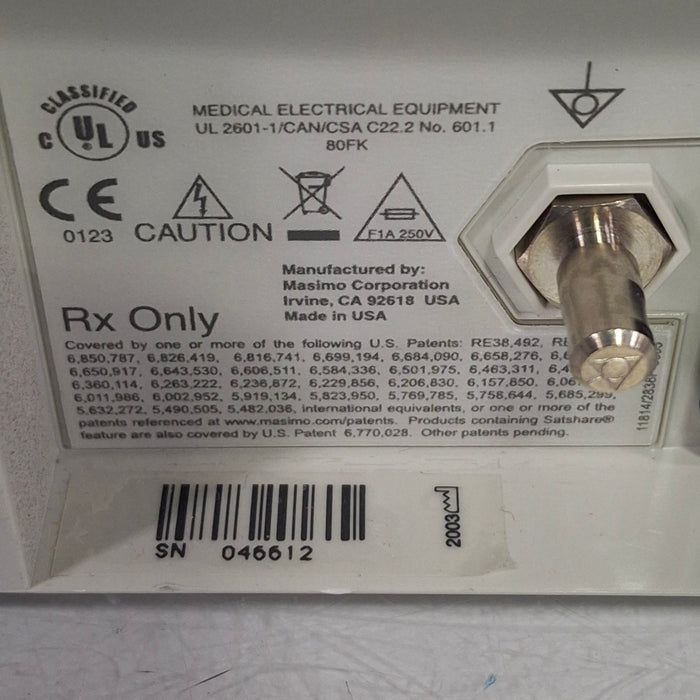 CLASSIFIED
C UL US
MEDICAL ELECTRICAL EQUIPMENT
UL 2601-1/CAN/CSA C22.2 No. 601.1
80FK
CE
0123 CAUTION
F1A 250V
Manufactured by:
Masimo Corporation
Irvine, CA 92618 USA
Made in USA
Rx Only
Covered by one or more of the following U.S. Patents: RE38,492,
6,850,787, 6,826,419, 6,816,741, 6,699,194, 6,684,090, 6,658,276,
6,650,917, 6,643,530, 6,606,511, 6,584,336, 6,501,975, 6,463,311,
6,360,114, 6,263,222, 6,236,872, 6,229,856, 6,206,830, 6,157,850,
6,011,986, 6,002,952, 5,919,134, 5,823,950, 5,769,785, 5,758,644, 5,685,299,
5,632,272, 5,490,505, 5,482,036, international equivalents, or one or more of the
patents referenced at www.masimo.com/patents. Products containing Satshare®
feature are also covered by U.S. Patent 6,770,028. Other patents pending.
SN 046612
2003